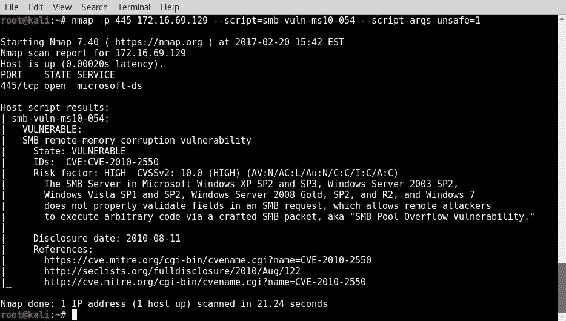 File Edit View Search Terminal Help
root@kali:~# nmap -p 445 172.16.69.129 --script=smb-vuln-ms10-054 --script-args unsafe=1
Starting Nmap 7.40 ( https://nmap.org ) at 2017-02-20 15:42 EST
Nmap scan report for 172.16.69.129
Host is up (0.00020s latency).
PORT    STATE SERVICE
445/tcp open  microsoft-ds
Host script results:
| smb-vuln-ms10-054:
|   VULNERABLE:
|   SMB remote memory corruption vulnerability
|     State: VULNERABLE
|     IDs:  CVE:CVE-2010-2550
|     Risk factor: HIGH  CVSSv2: 10.0 (HIGH) (AV:N/AC:L/Au:N/C:C/I:C/A:C)
|       The SMB Server in Microsoft Windows XP SP2 and SP3, Windows Server 2003 SP2,
|       Windows Vista SP1 and SP2, Windows Server 2008 Gold, SP2, and R2, and Windows 7
|       does not properly validate fields in an SMB request, which allows remote attackers
|       to execute arbitrary code via a crafted SMB packet, aka "SMB Pool Overflow Vulnerability."
|
|     Disclosure date: 2010-08-11
|     References:
|       https://cve.mitre.org/cgi-bin/cvename.cgi?name=CVE-2010-2550
|       http://seclists.org/fulldisclosure/2010/Aug/122
|_      http://cve.mitre.org/cgi-bin/cvename.cgi?name=CVE-2010-2550
Nmap done: 1 IP address (1 host up) scanned in 21.24 seconds
root@kali:~#